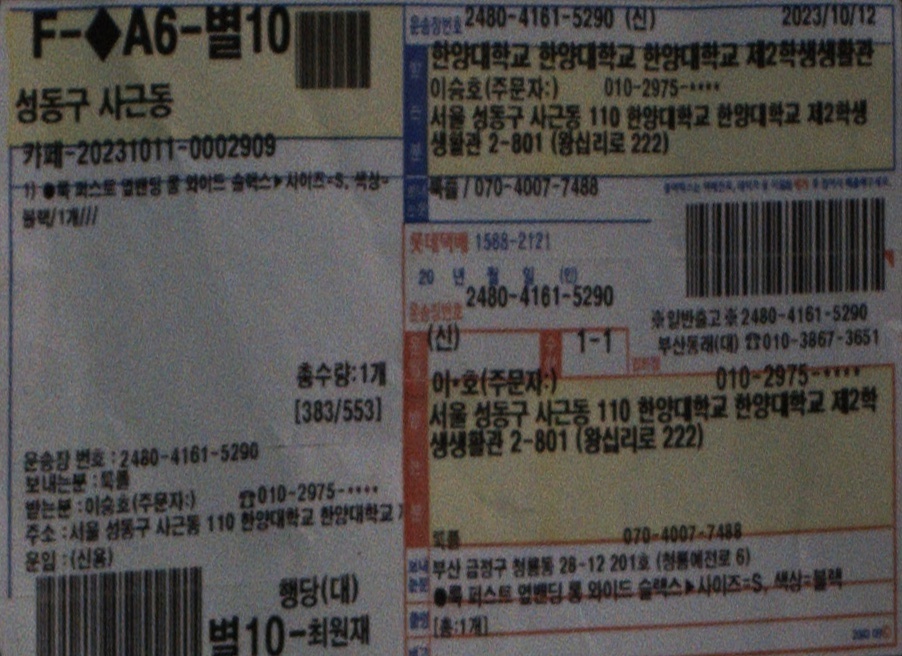 F-◆A6-별10
성동구 사근동
카페-20231011-0002909
1) ●룩 퍼스트 옆밴딩 롱 와이드 슬랙스▶사이즈=S, 색상=
블랙/1개///
총수량:1개
[383/553]
운송장 번호 : 2480-4161-5290
보내는분 : 룩플
받는분 : 이승호(주문자:) ☎010-2975-****
주소 : 서울 성동구 사근동 110 한양대학교 한양대학교
운임 : (신용)
행당(대)
별10-최원재
운송장번호 2480-4161-5290 (신) 2023/10/12
한양대학교 한양대학교 한양대학교 제2학생생활관
이승호(주문자:) 010-2975-****
서울 성동구 사근동 110 한양대학교 한양대학교 제2학생
생활관 2-801 (왕십리로 222)
룩플 / 070-4007-7488
롯데택배 1588-2121
20 년 월 일 (인)
운송장번호 2480-4161-5290
(신) 1-1
※일반출고※2480-4161-5290
부산동래(대) ☎010-3867-3651
이*호(주문자:) 010-2975-****
서울 성동구 사근동 110 한양대학교 한양대학교 제2학
생생활관 2-801 (왕십리로 222)
룩플 070-4007-7488
부산 금정구 청룡동 28-12 201호 (청룡예전로 6)
●룩 퍼스트 옆밴딩 롱 와이드 슬랙스▶사이즈=S, 색상=블랙
[총:1개]